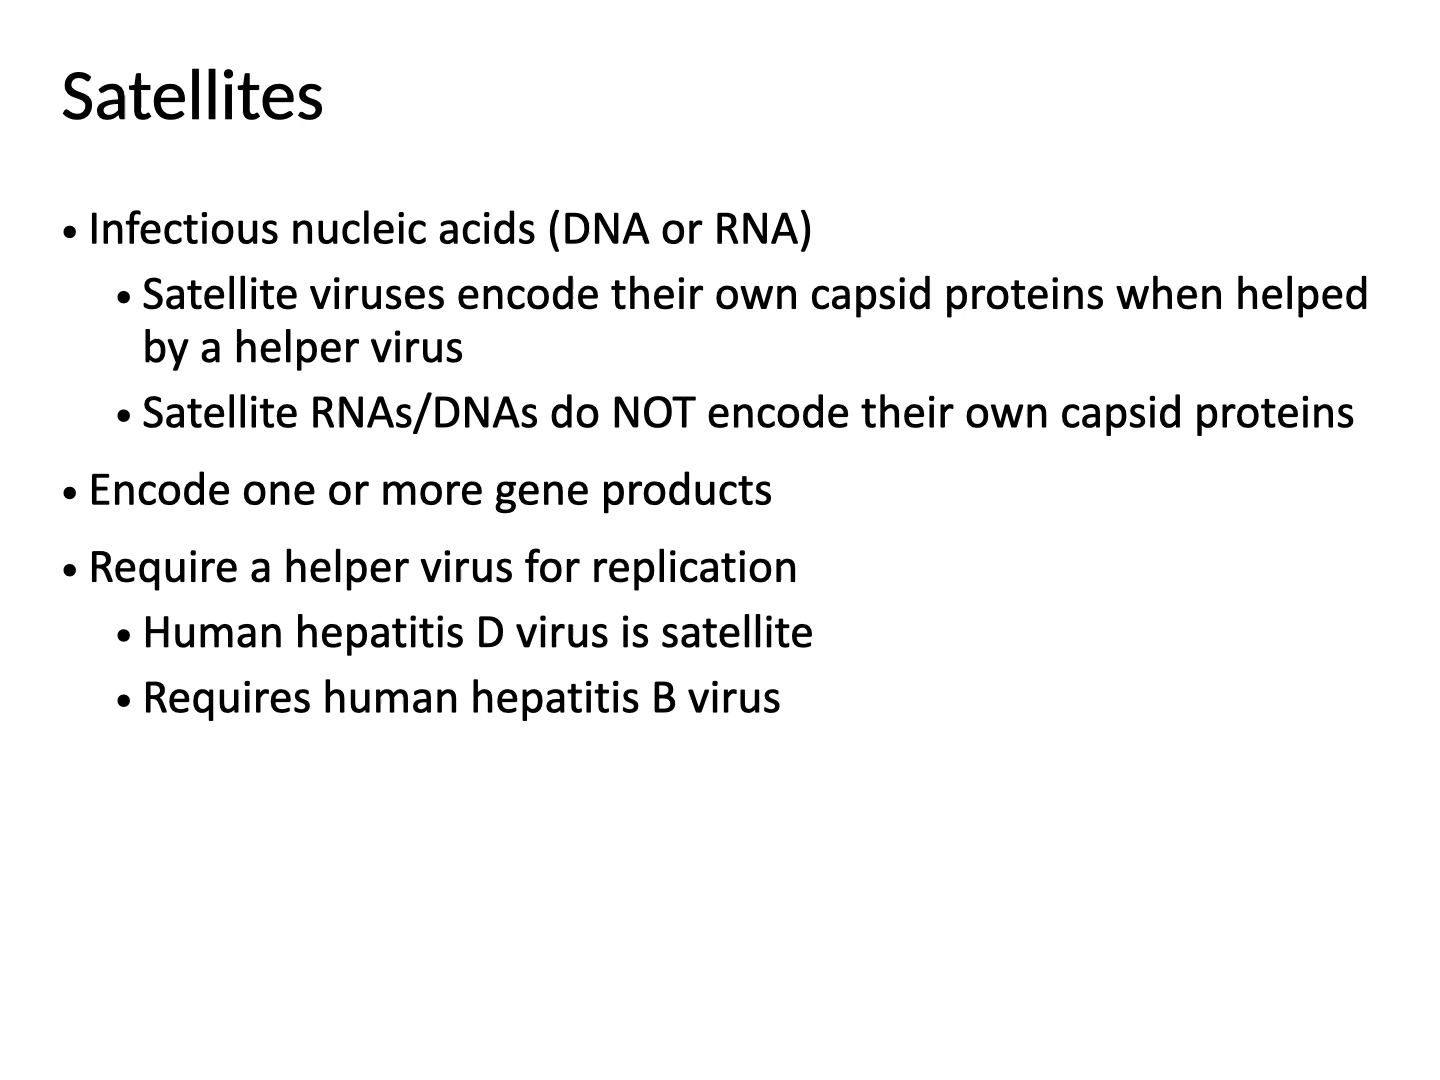 Satellites
• Infectious nucleic acids (DNA or RNA)
• Satellite viruses encode their own capsid proteins when helped
by a helper virus
• Satellite RNAs/DNAs do NOT encode their own capsid proteins
• Encode one or more gene products
• Require a helper virus for replication
• Human hepatitis D virus is satellite
• Requires human hepatitis B virus